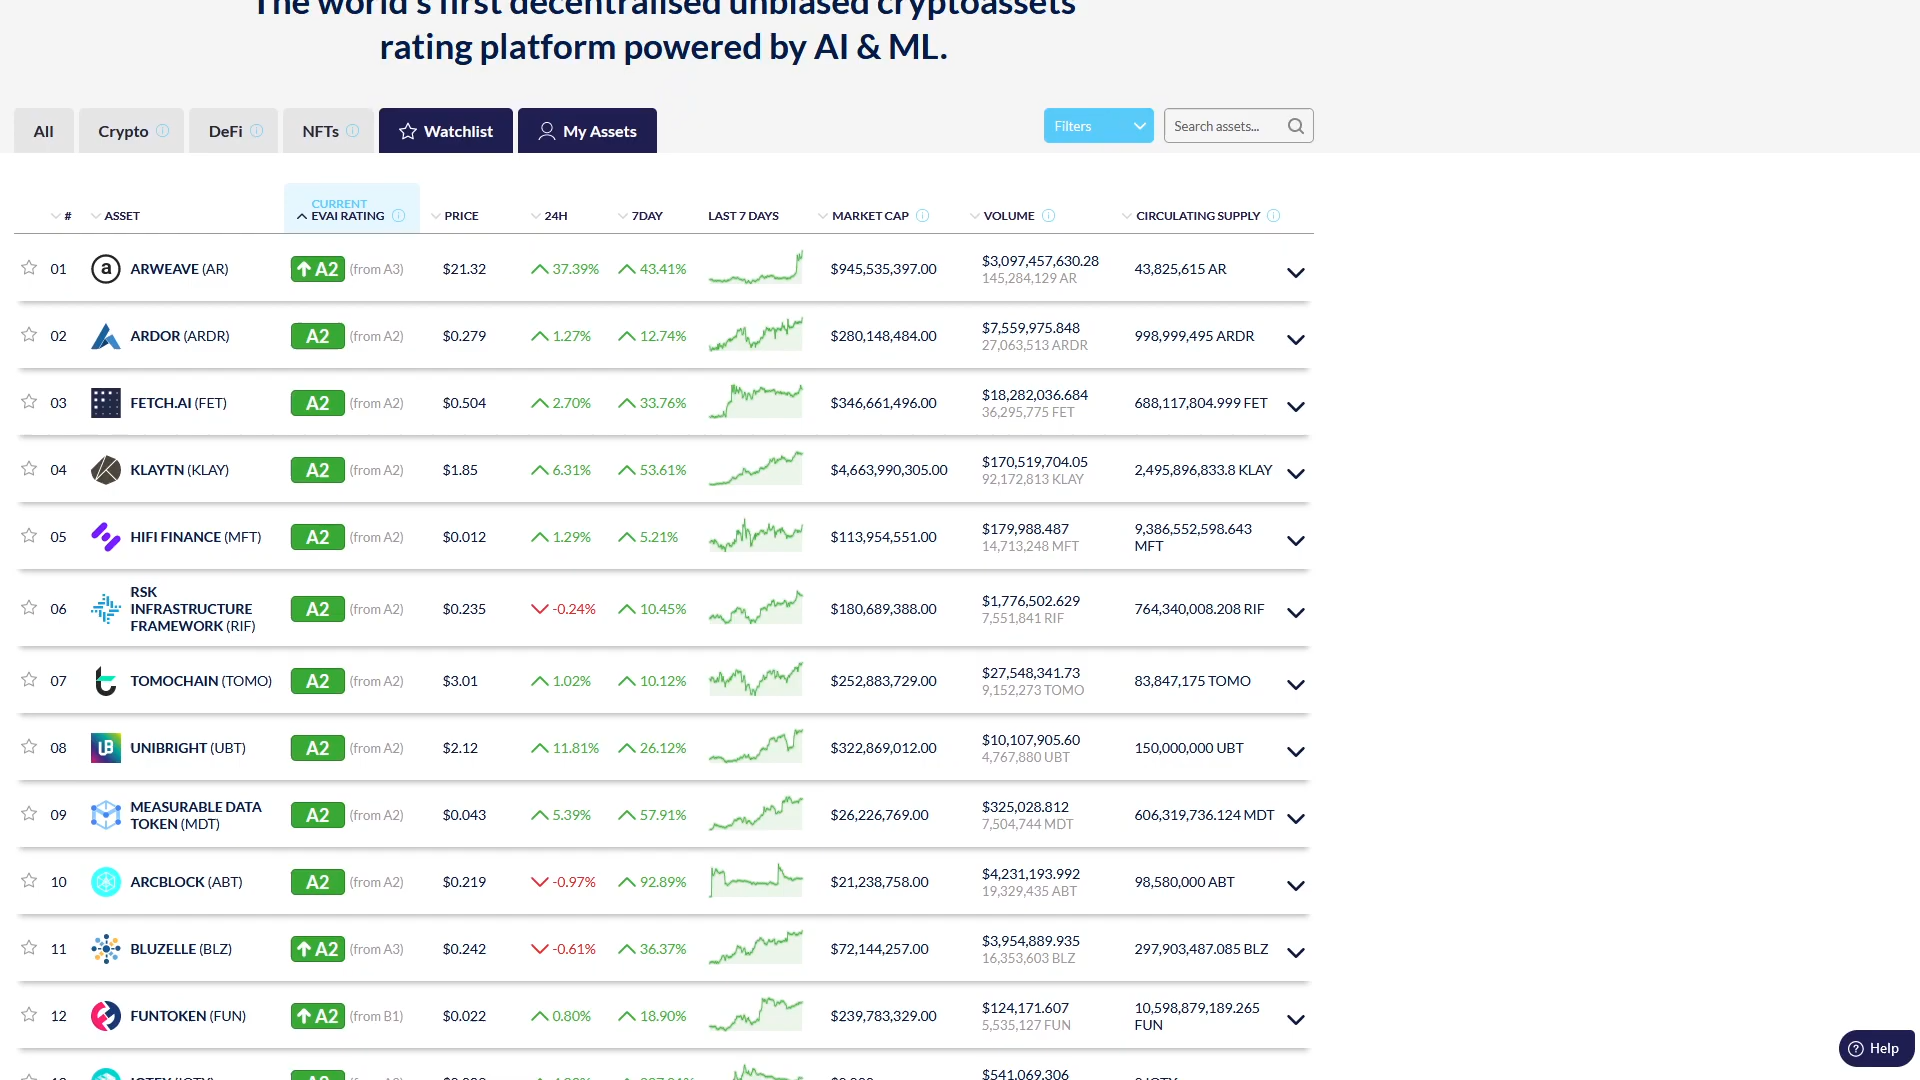 The world's first decentralised unbiased cryptoassets
rating platform powered by AI & ML.
All
Crypto
DeFi
NFTs
Watchlist
My Assets
Filters
Search assets...
# ASSET CURRENT EVAI RATING PRICE 24H 7DAY LAST 7 DAYS MARKET CAP VOLUME CIRCULATING SUPPLY
01 ARWEAVE (AR) A2 (from A3) $21.32 37.39% 43.41% $945,535,397.00 $3,097,457,630.28 43,825,615 AR
145,284,129 AR
02 ARDOR (ARDR) A2 (from A2) $0.279 1.27% 12.74% $280,148,484.00 $7,559,975.848 998,999,495 ARDR
27,063,513 ARDR
03 FETCH.AI (FET) A2 (from A2) $0.504 2.70% 33.76% $346,661,496.00 $18,282,036.684 688,117,804.999 FET
36,295,775 FET
04 KLAYTN (KLAY) A2 (from A2) $1.85 6.31% 53.61% $4,663,990,305.00 $170,519,704.05 2,495,896,833.8 KLAY
92,172,813 KLAY
05 HIFI FINANCE (MFT) A2 (from A2) $0.012 1.29% 5.21% $113,954,551.00 $179,988.487 9,386,552,598.643
14,713,248 MFT MFT
RSK
06 INFRASTRUCTURE A2 (from A2) $0.235 -0.24% 10.45% $180,689,388.00 $1,776,502.629 764,340,008.208 RIF
FRAMEWORK (RIF) 7,551,841 RIF
07 TOMOCHAIN (TOMO) A2 (from A2) $3.01 1.02% 10.12% $252,883,729.00 $27,548,341.73 83,847,175 TOMO
9,152,273 TOMO
08 UNIBRIGHT (UBT) A2 (from A2) $2.12 11.81% 26.12% $322,869,012.00 $10,107,905.60 150,000,000 UBT
4,767,880 UBT
09 MEASURABLE DATA A2 (from A2) $0.043 5.39% 57.91% $26,226,769.00 $325,028.812 606,319,736.124 MDT
TOKEN (MDT) 7,504,744 MDT
10 ARCBLOCK (ABT) A2 (from A2) $0.219 -0.97% 92.89% $21,238,758.00 $4,231,193.992 98,580,000 ABT
19,329,435 ABT
11 BLUZELLE (BLZ) A2 (from A3) $0.242 -0.61% 36.37% $72,144,257.00 $3,954,889.935 297,903,487.085 BLZ
16,353,603 BLZ
12 FUNTOKEN (FUN) A2 (from B1) $0.022 0.80% 18.90% $239,783,329.00 $124,171.607 10,598,879,189.265
5,535,127 FUN FUN
$541,069.306
Help